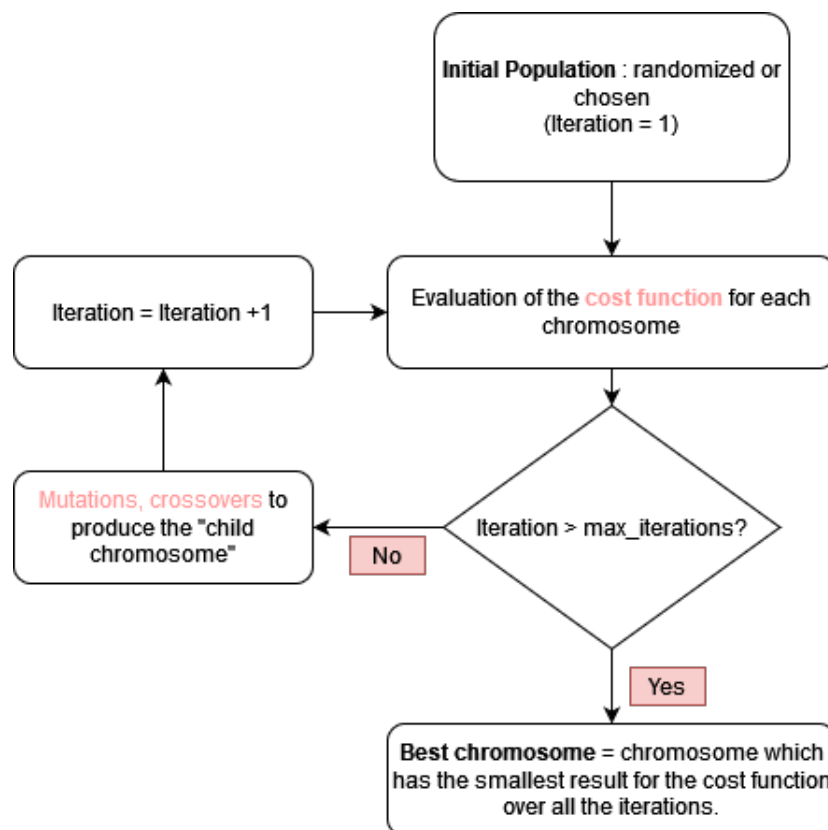 Initial Population : randomized or
chosen
(Iteration = 1)
Iteration = Iteration +1
Evaluation of the cost function for each
chromosome
Mutations, crossovers to
produce the "child
chromosome"
Iteration > max_iterations?
No
Yes
Best chromosome = chromosome which
has the smallest result for the cost function
over all the iterations.